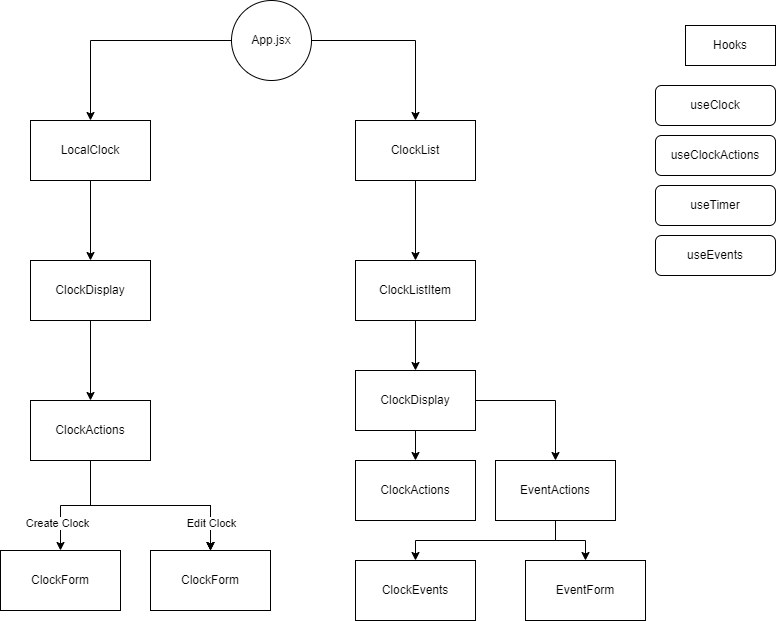 App.jsx
Hooks
useClock
LocalClock
ClockList
useClockActions
useTimer
useEvents
ClockDisplay
ClockListItem
ClockDisplay
ClockActions
ClockActions
EventActions
Create Clock
Edit Clock
ClockForm
ClockForm
ClockEvents
EventForm